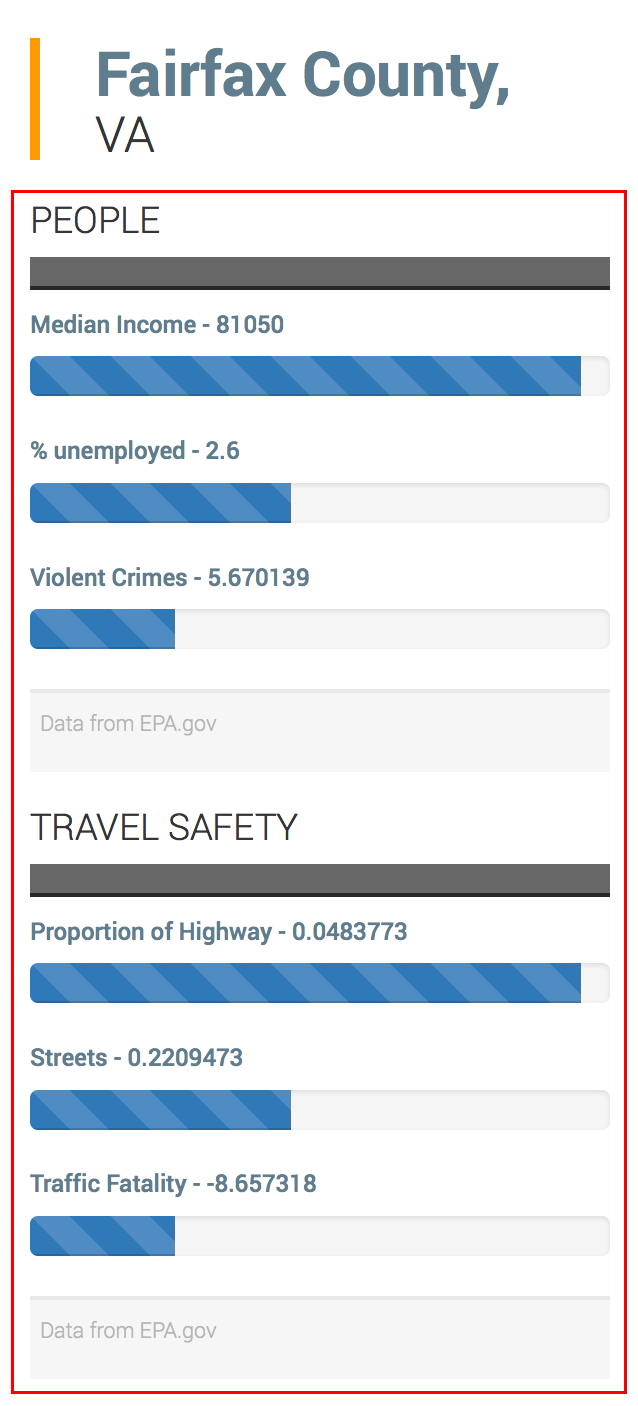 Fairfax County,
VA
PEOPLE
Median Income - 81050
% unemployed - 2.6
Violent Crimes - 5.670139
Data from EPA.gov
TRAVEL SAFETY
Proportion of Highway - 0.0483773
Streets - 0.2209473
Traffic Fatality - -8.657318
Data from EPA.gov